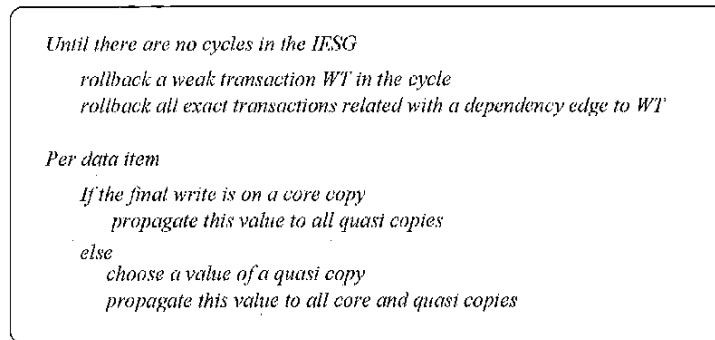 Until there are no cycles in the IESG
rollback a weak transaction WT in the cycle
rollback all exact transactions related with a dependency edge to WT
Per data item
If the final write is on a core copy
propagate this value to all quasi copies
else
choose a value of a quasi copy
propagate this value to all core and quasi copies